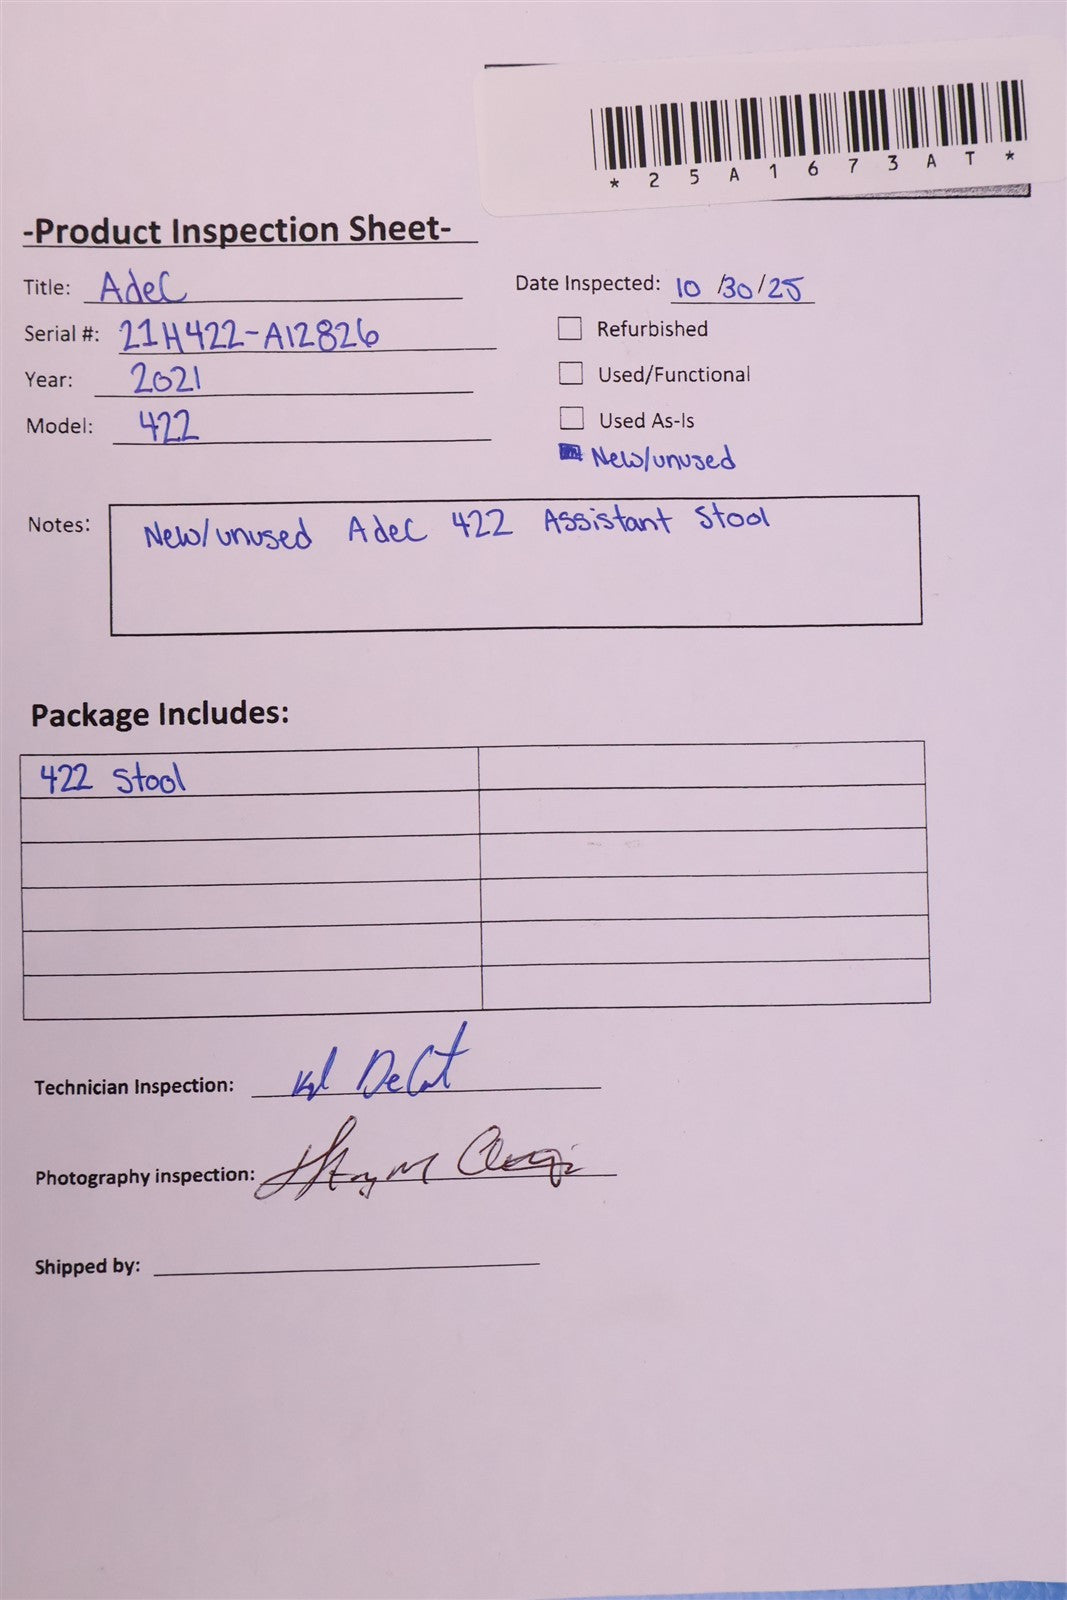 *25A1673AT*
-Product Inspection Sheet-
Title: AdeC
Date Inspected: 10/30/25
Serial #: 21H422-A12826
Refurbished
Year: 2021
Used/Functional
Model: 422
Used As-Is
New/unused
Notes: New/unused AdeC 422 Assistant Stool
Package Includes:
422 Stool
Technician Inspection:
Photography inspection:
Shipped by: